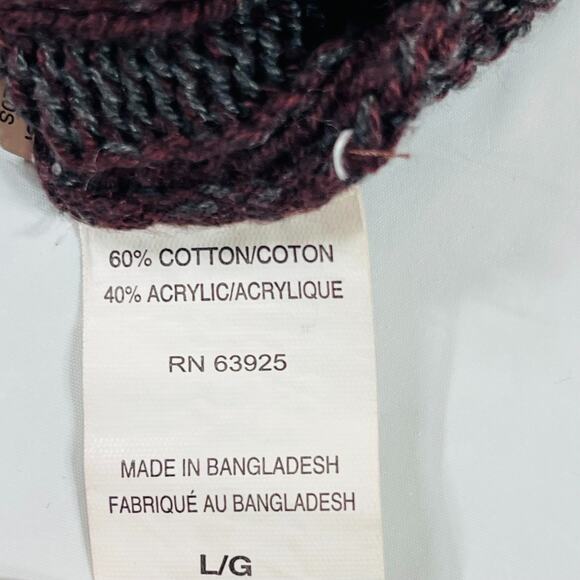 60% COTTON/COTON
40% ACRYLIC/ACRYLIQUE
RN 63925
MADE IN BANGLADESH
FABRIQUÉ AU BANGLADESH
L/G